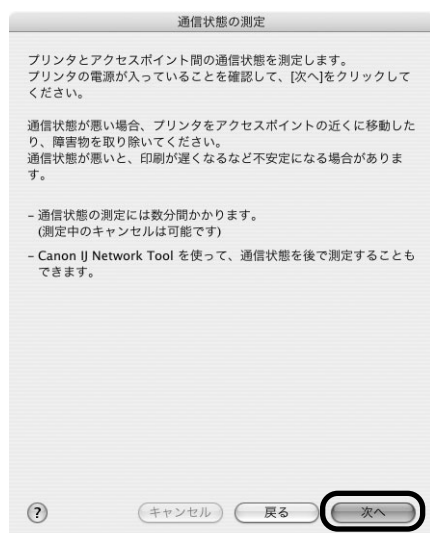 通信状態の測定
プリンタとアクセスポイント間の通信状態を測定します。
プリンタの電源が入っていることを確認して、[次へ]をクリックして
ください。
通信状態が悪い場合、プリンタをアクセスポイントの近くに移動した
り、障害物を取り除いてください。
通信状態が悪いと、印刷が遅くなるなど不安定になる場合がありま
す。
– 通信状態の測定には数分間かかります。
(測定中のキャンセルは可能です)
– Canon IJ Network Tool を使って、通信状態を後で測定することも
できます。
? キャンセル 戻る 次へ